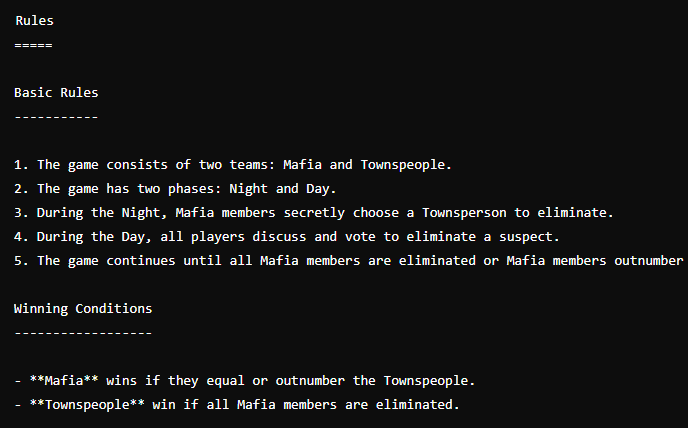 Rules
=====
Basic Rules
-----------
1. The game consists of two teams: Mafia and Townspeople.
2. The game has two phases: Night and Day.
3. During the Night, Mafia members secretly choose a Townsperson to eliminate.
4. During the Day, all players discuss and vote to eliminate a suspect.
5. The game continues until all Mafia members are eliminated or Mafia members outnumber
Winning Conditions
------------------
- **Mafia** wins if they equal or outnumber the Townspeople.
- **Townspeople** win if all Mafia members are eliminated.